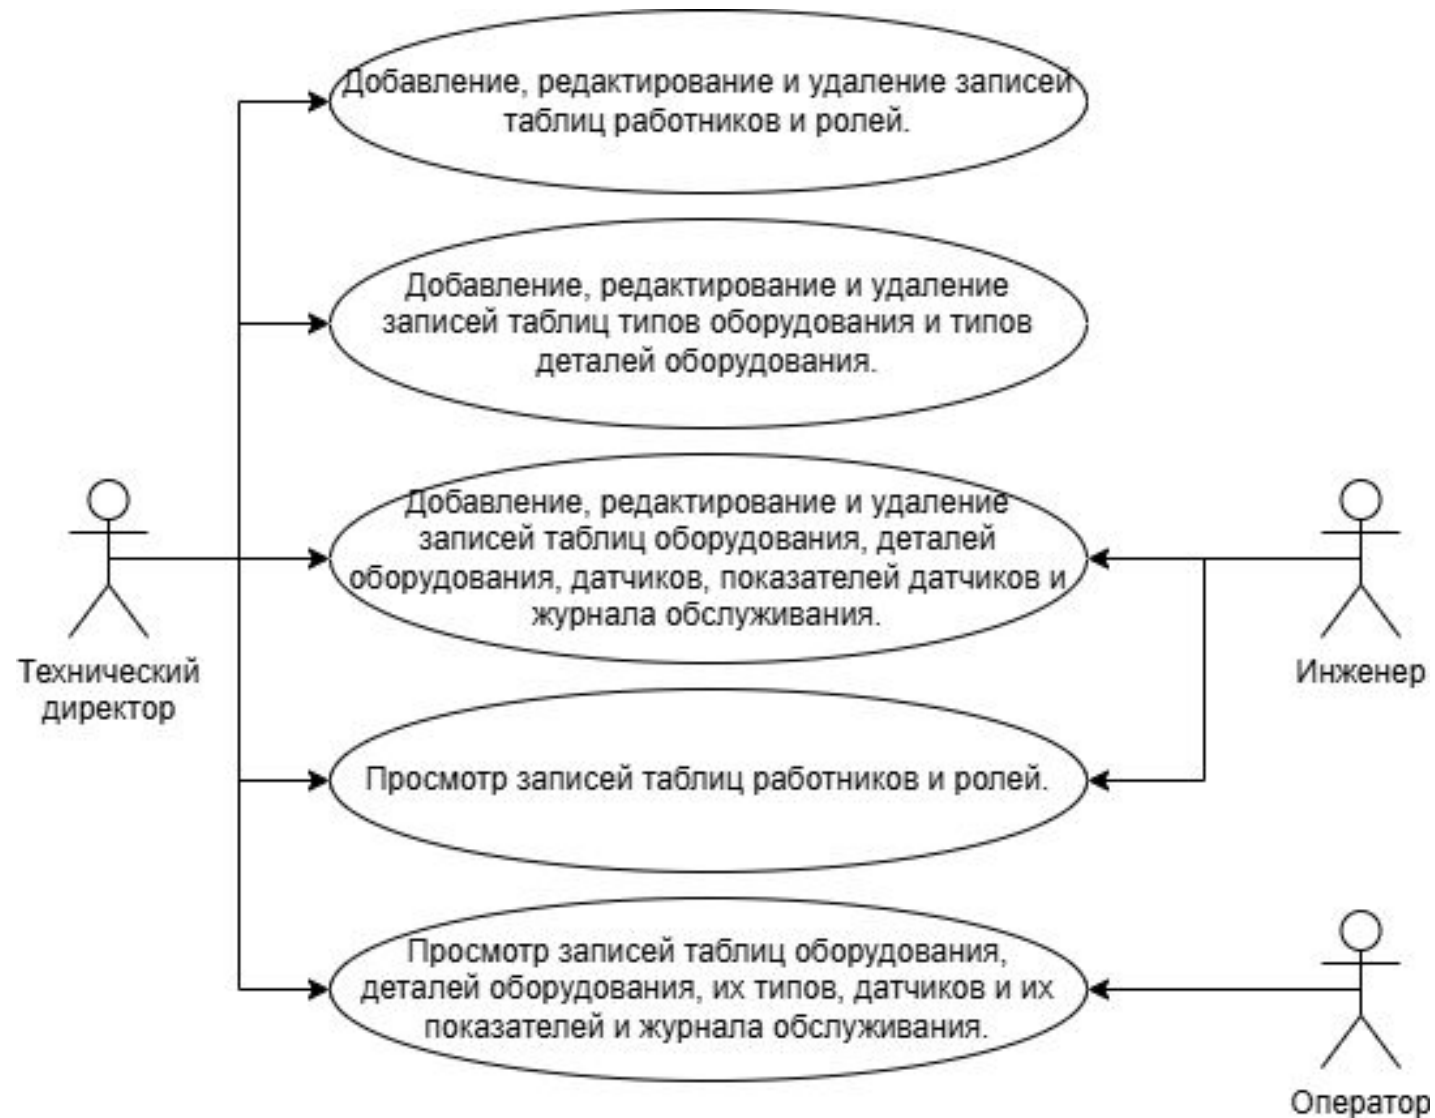 Добавление, редактирование и удаление записей
таблиц работников и ролей.
Добавление, редактирование и удаление
записей таблиц типов оборудования и типов
деталей оборудования.
Добавление, редактирование и удаление
записей таблиц оборудования, деталей
оборудования, датчиков, показателей датчиков и
журнала обслуживания.
Технический
директор
Инженер
Просмотр записей таблиц работников и ролей.
Просмотр записей таблиц оборудования,
деталей оборудования, их типов, датчиков и их
показателей и журнала обслуживания.
Оператор